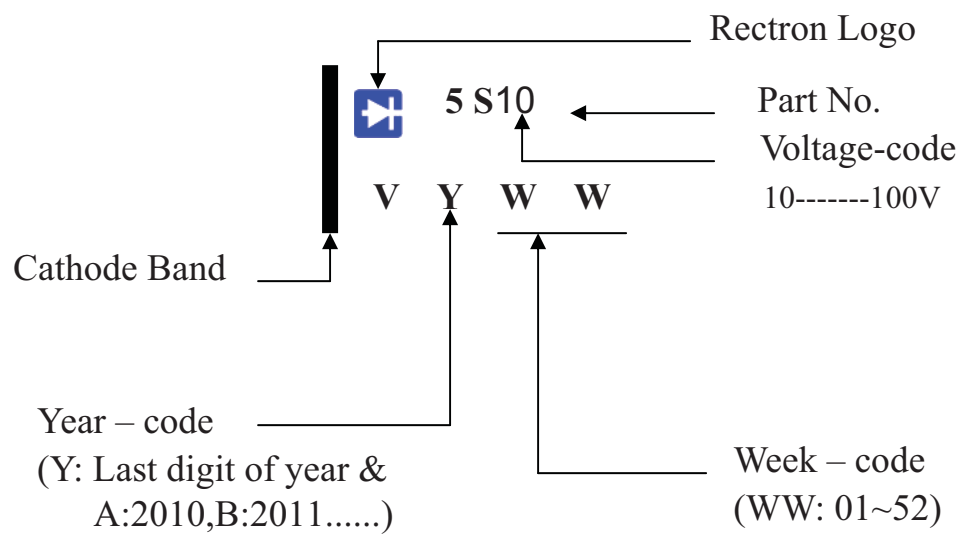 Rectron Logo
5 S10
Part No.
Voltage-code
10-------100V
V Y W W
Cathode Band
Year – code
(Y: Last digit of year &
A:2010,B:2011......)
Week – code
(WW: 01~52)